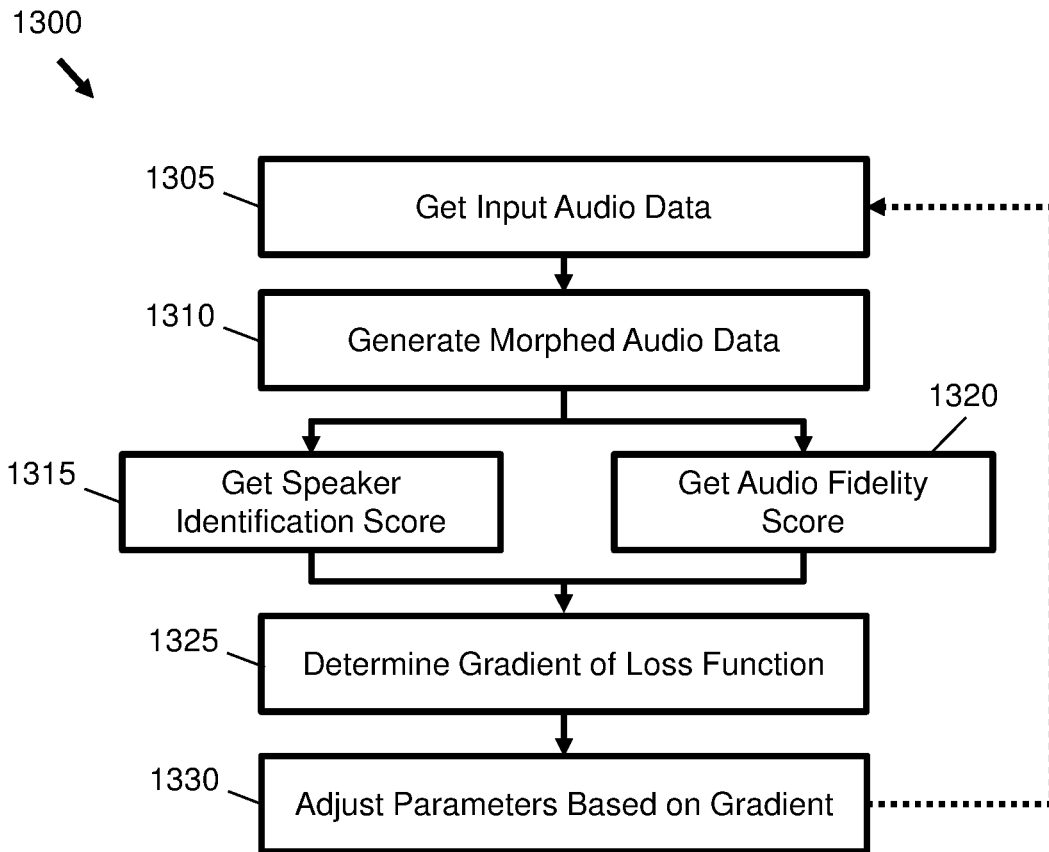 1300
1305
Get Input Audio Data
1310
Generate Morphed Audio Data
1320
1315
Get Speaker
Identification Score
Get Audio Fidelity
Score
1325
Determine Gradient of Loss Function
1330
Adjust Parameters Based on Gradient